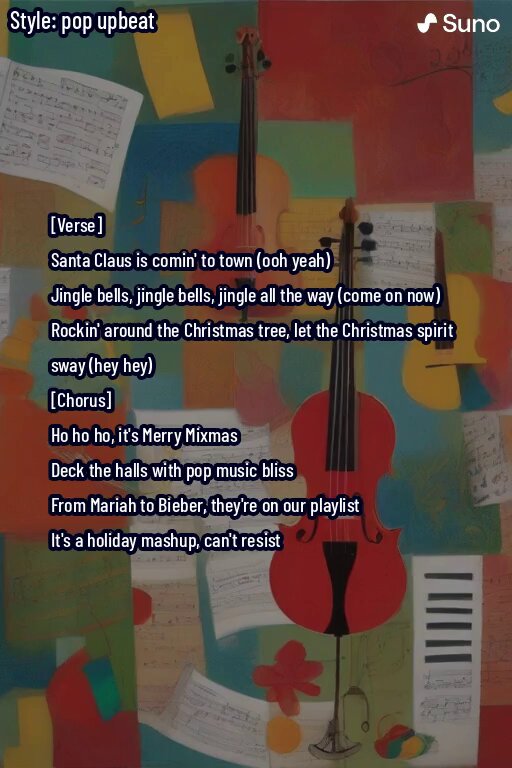 Style: pop upbeat
Suno
[Verse]
Santa Claus is comin' to town (ooh yeah)
Jingle bells, jingle bells, jingle all the way (come on now)
Rockin' around the Christmas tree, let the Christmas spirit
sway (hey hey)
[Chorus]
Ho ho ho, it's Merry Mixmas
Deck the halls with pop music bliss
From Mariah to Bieber, they're on our playlist
It's a holiday mashup, can't resist